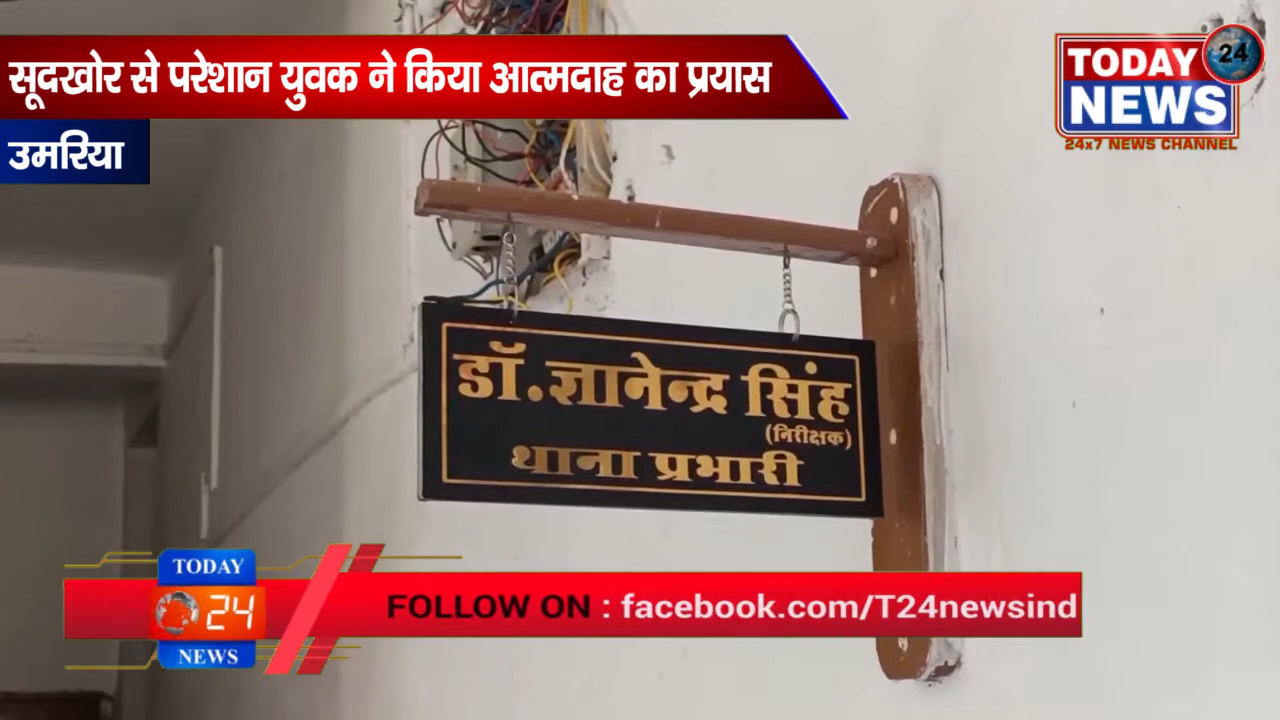 सूदखोर से परेशान युवक ने किया आत्मदाह का प्रयास
उमरिया
TODAY
24
NEWS
24x7 NEWS CHANNEL
डॉ.ज्ञानेन्द्र सिंह
(निरीक्षक)
थाना प्रभारी
TODAY
24
NEWS
FOLLOW ON : facebook.com/T24newsind